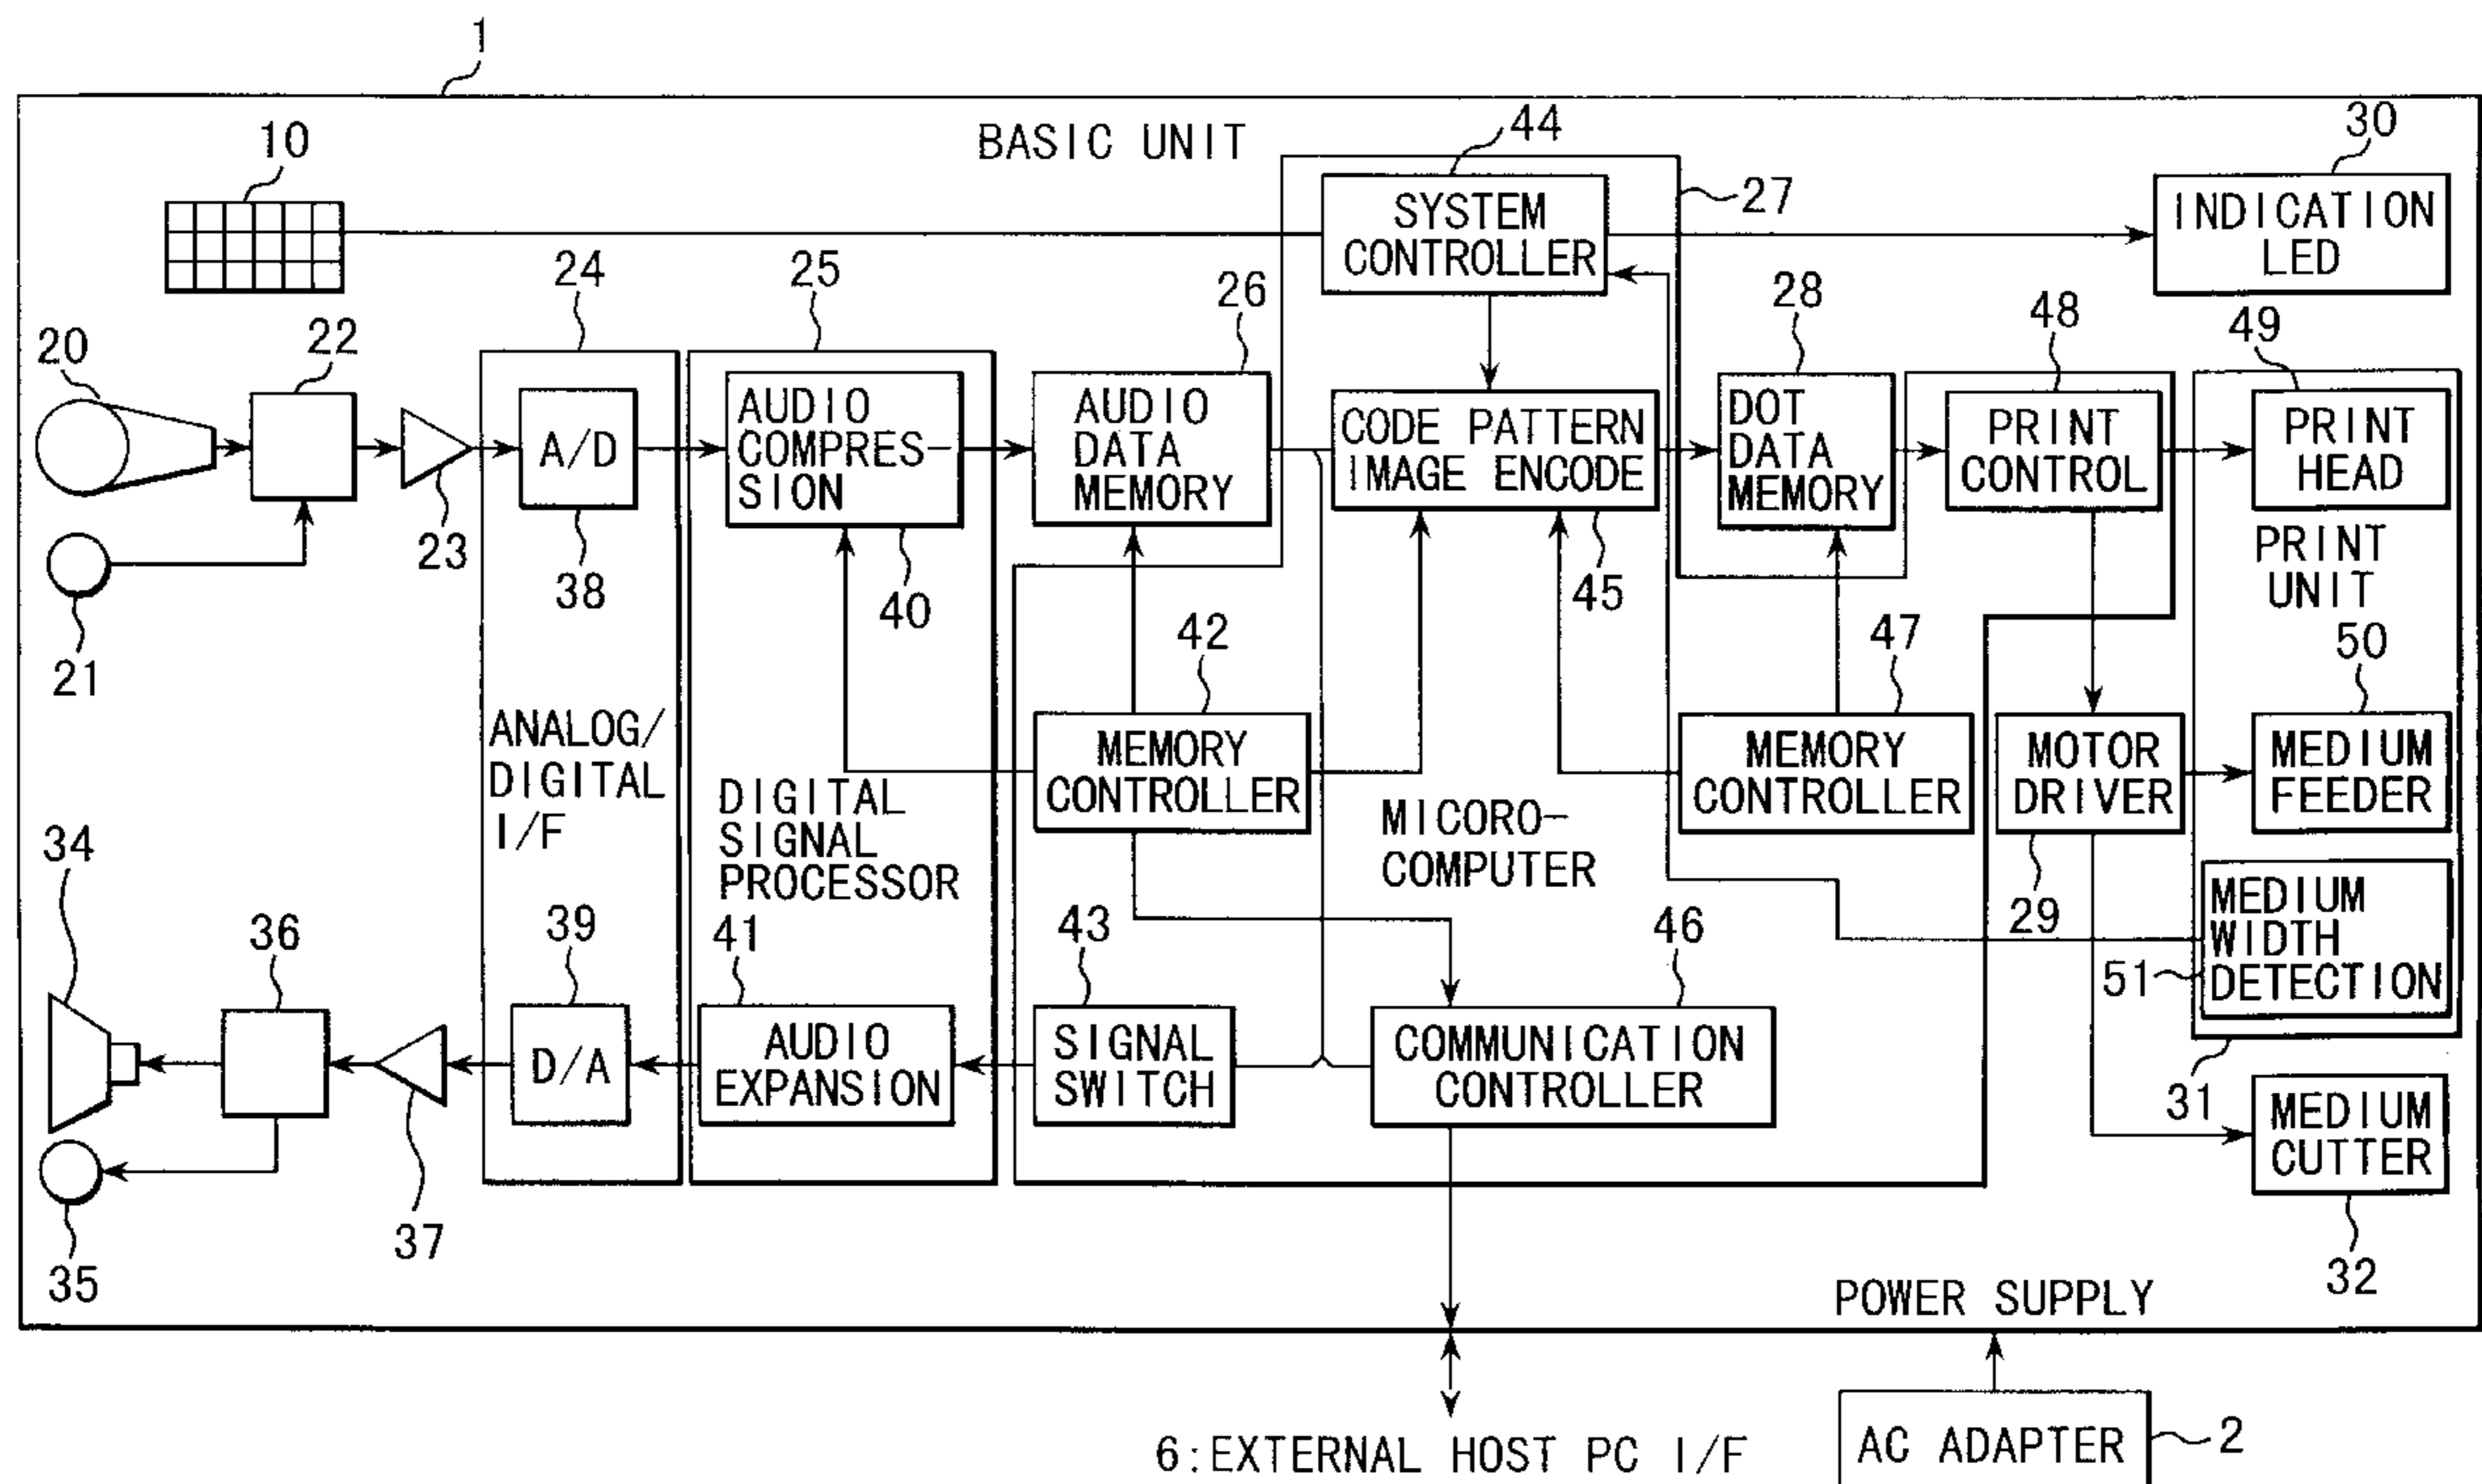 1
BASIC UNIT
44
30
10
27
SYSTEM
CONTROLLER
INDICATION
LED
24
25
26
28
48
49
20
22
AUDIO
COMPRES-
SION
AUDIO
DATA
MEMORY
CODE PATTERN
IMAGE ENCODE
DOT
DATA
MEMORY
PRINT
CONTROL
PRINT
HEAD
A/D
23
38
40
45
PRINT
UNIT
21
42
47
50
ANALOG/
DIGITAL
I/F
MEMORY
CONTROLLER
MEMORY
CONTROLLER
MOTOR
DRIVER
MEDIUM
FEEDER
DIGITAL
SIGNAL
PROCESSOR
MICORO-
COMPUTER
34
29
MEDIUM
WIDTH
DETECTION
51
36
39
41
43
46
D/A
AUDIO
EXPANSION
SIGNAL
SWITCH
COMMUNICATION
CONTROLLER
31
MEDIUM
CUTTER
37
35
32
POWER SUPPLY
6:EXTERNAL HOST PC I/F
AC ADAPTER
2